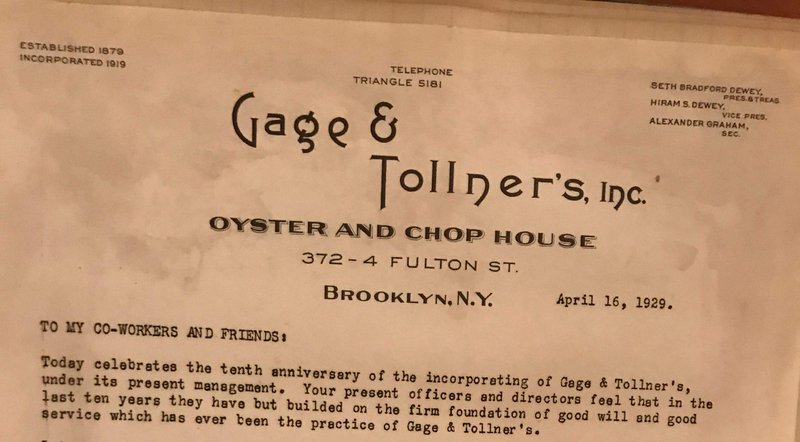 ESTABLISHED 1879
INCORPORATED 1919
TELEPHONE
TRIANGLE 5181
SETH BRADFORD DEWEY,
PRES. & TREAS.
HIRAM S. DEWEY,
VICE PRES.
ALEXANDER GRAHAM,
SEC.
Gage &
Tollner's, Inc.
OYSTER AND CHOP HOUSE
372-4 FULTON ST.
BROOKLYN, N.Y.
April 16, 1929.
TO MY CO-WORKERS AND FRIENDS:
Today celebrates the tenth anniversary of the incorporating of Gage & Tollner's,
under its present management. Your present officers and directors feel that in the
last ten years they have but builded on the firm foundation of good will and good
service which has ever been the practice of Gage & Tollner's.